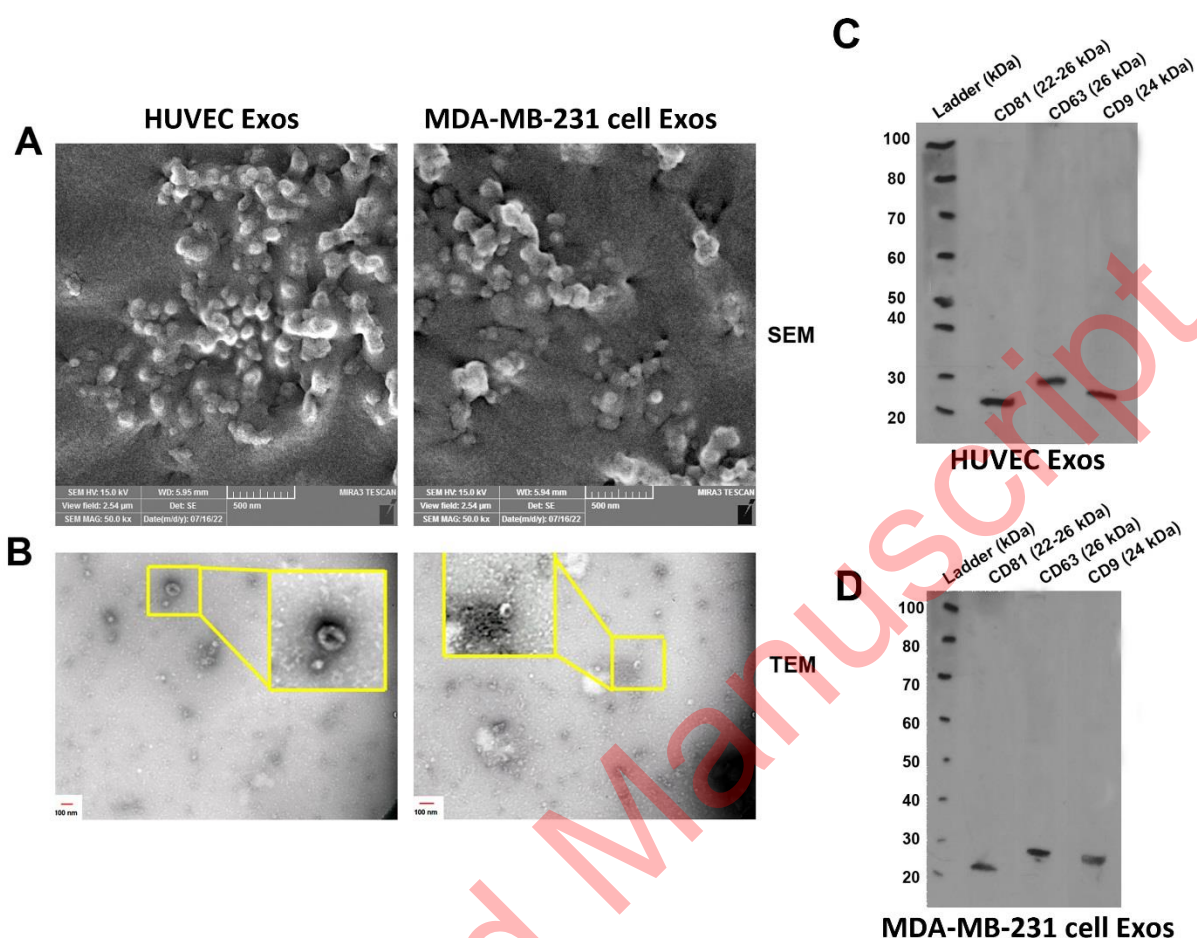 A
HUVEC Exos
MDA-MB-231 cell Exos
SEM HV: 15.0 kV
WD: 5.95 mm
View field: 2.54 µm
Det: SE
500 nm
MIRA3 TESCAN
SEM MAG: 50.0 kx
Date(m/d/y): 07/16/22
SEM HV: 15.0 kV
WD: 5.94 mm
View field: 2.54 µm
Det: SE
500 nm
MIRA3 TESCAN
SEM MAG: 50.0 kx
Date(m/d/y): 07/16/22
SEM
B
100 nm
100 nm
TEM
C
Ladder (kDa)
CD81 (22-26 kDa)
CD63 (26 kDa)
CD9 (24 kDa)
100
80
70
60
50
40
30
20
HUVEC Exos
D
Ladder (kDa)
CD81 (22-26 kDa)
CD63 (26 kDa)
CD9 (24 kDa)
100
80
70
60
50
40
30
20
MDA-MB-231 cell Exos
d Manuscript